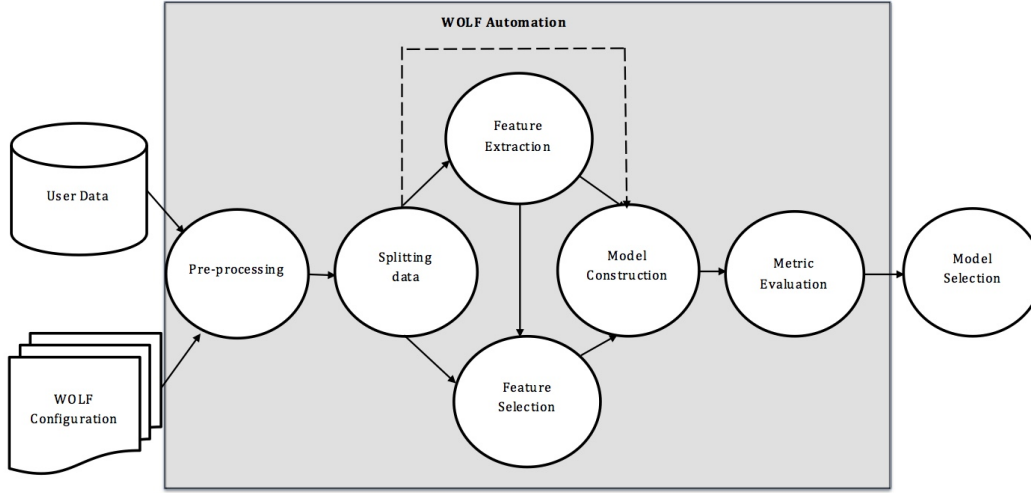 WOLF Automation
User Data
WOLF
Configuration
Pre-processing
Splitting
data
Feature
Extraction
Feature
Selection
Model
Construction
Metric
Evaluation
Model
Selection